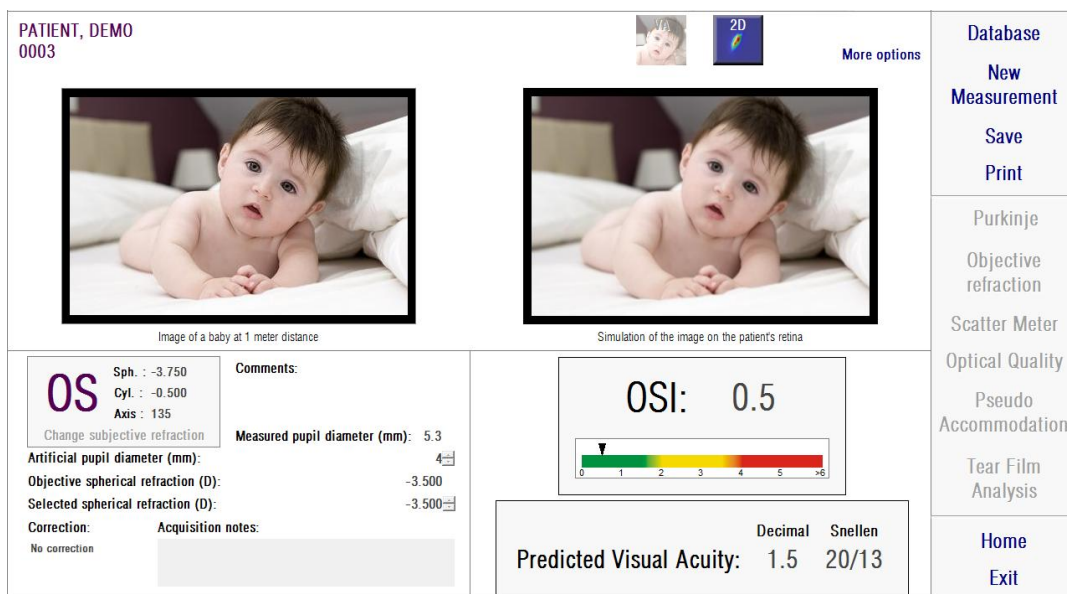 PATIENT, DEMO
0003
VA
2D
More options
Image of a baby at 1 meter distance
Simulation of the image on the patient's retina
OS
Sph. : -3.750
Cyl. : -0.500
Axis : 135
Change subjective refraction
Comments:
Measured pupil diameter (mm): 5.3
Artificial pupil diameter (mm): 4
Objective spherical refraction (D): -3.500
Selected spherical refraction (D): -3.500
Correction: Acquisition notes:
No correction
OSI: 0.5
0 1 2 3 4 5 >6
Decimal Snellen
Predicted Visual Acuity: 1.5 20/13
Database
New
Measurement
Save
Print
Purkinje
Objective
refraction
Scatter Meter
Optical Quality
Pseudo
Accommodation
Tear Film
Analysis
Home
Exit